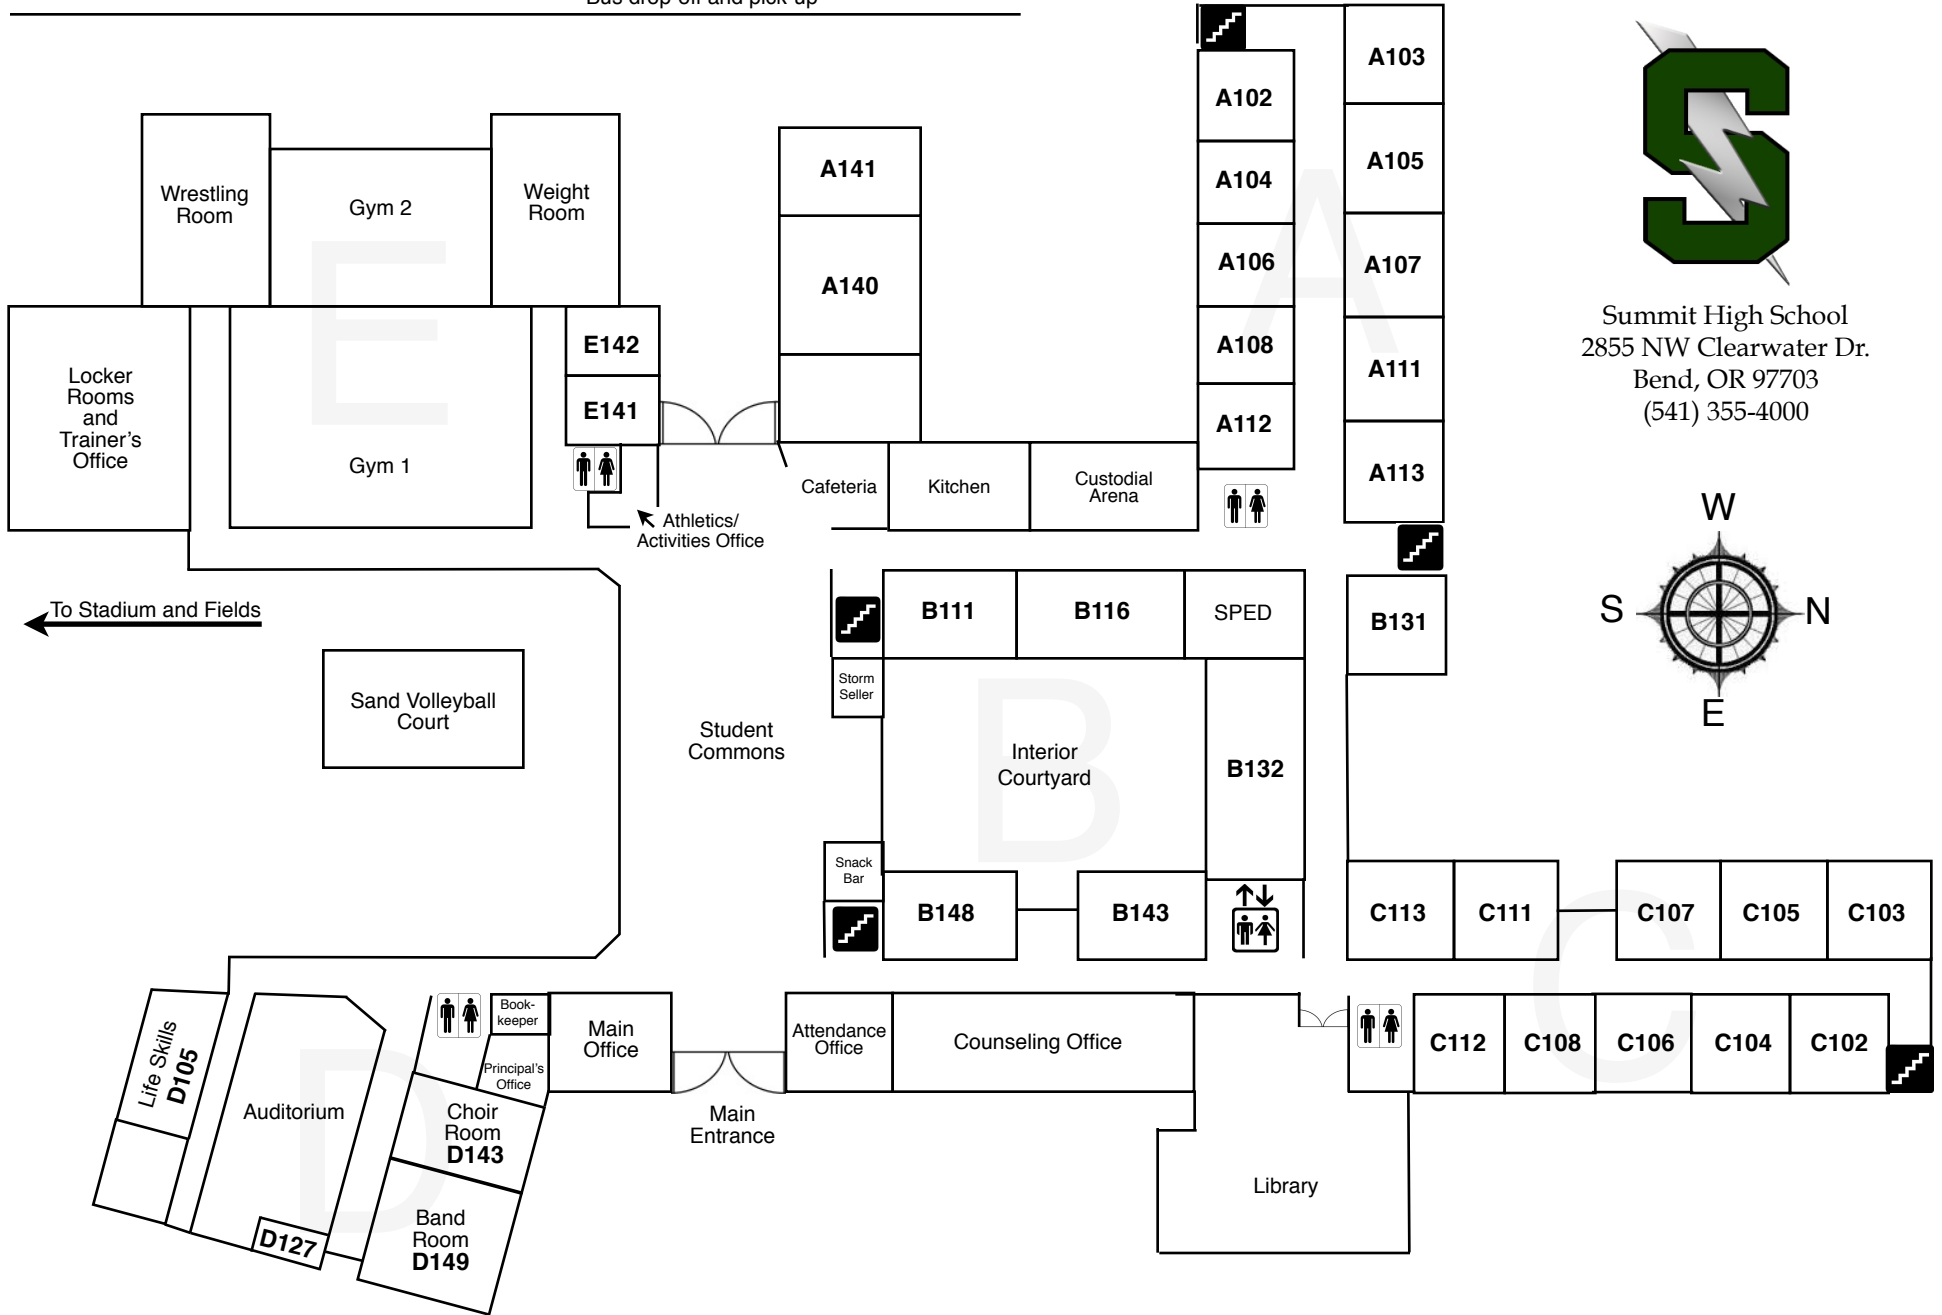 Bus drop off and pick-up
A103
A102
A105
A104
A107
A106
A108
A111
A112
A113
A
A141
A140
Wrestling
Room
Gym 2
Weight
Room
E
E142
E141
Locker
Rooms
and
Trainer's
Office
Gym 1
Athletics/
Activities Office
Cafeteria
Kitchen
Custodial
Arena
S
Summit High School
2855 NW Clearwater Dr.
Bend, OR 97703
(541) 355-4000
W
S
N
E
To Stadium and Fields
Sand Volleyball
Court
Student
Commons
B111
B116
SPED
B131
Storm
Seller
Interior
Courtyard
B
B132
Snack
Bar
B148
B143
C113
C111
C107
C105
C103
C
C112
C108
C106
C104
C102
Life Skills
D105
Auditorium
D
D127
Book-
keeper
Principal's
Office
Main
Office
Choir
Room
D143
Band
Room
D149
Main
Entrance
Attendance
Office
Counseling Office
Library